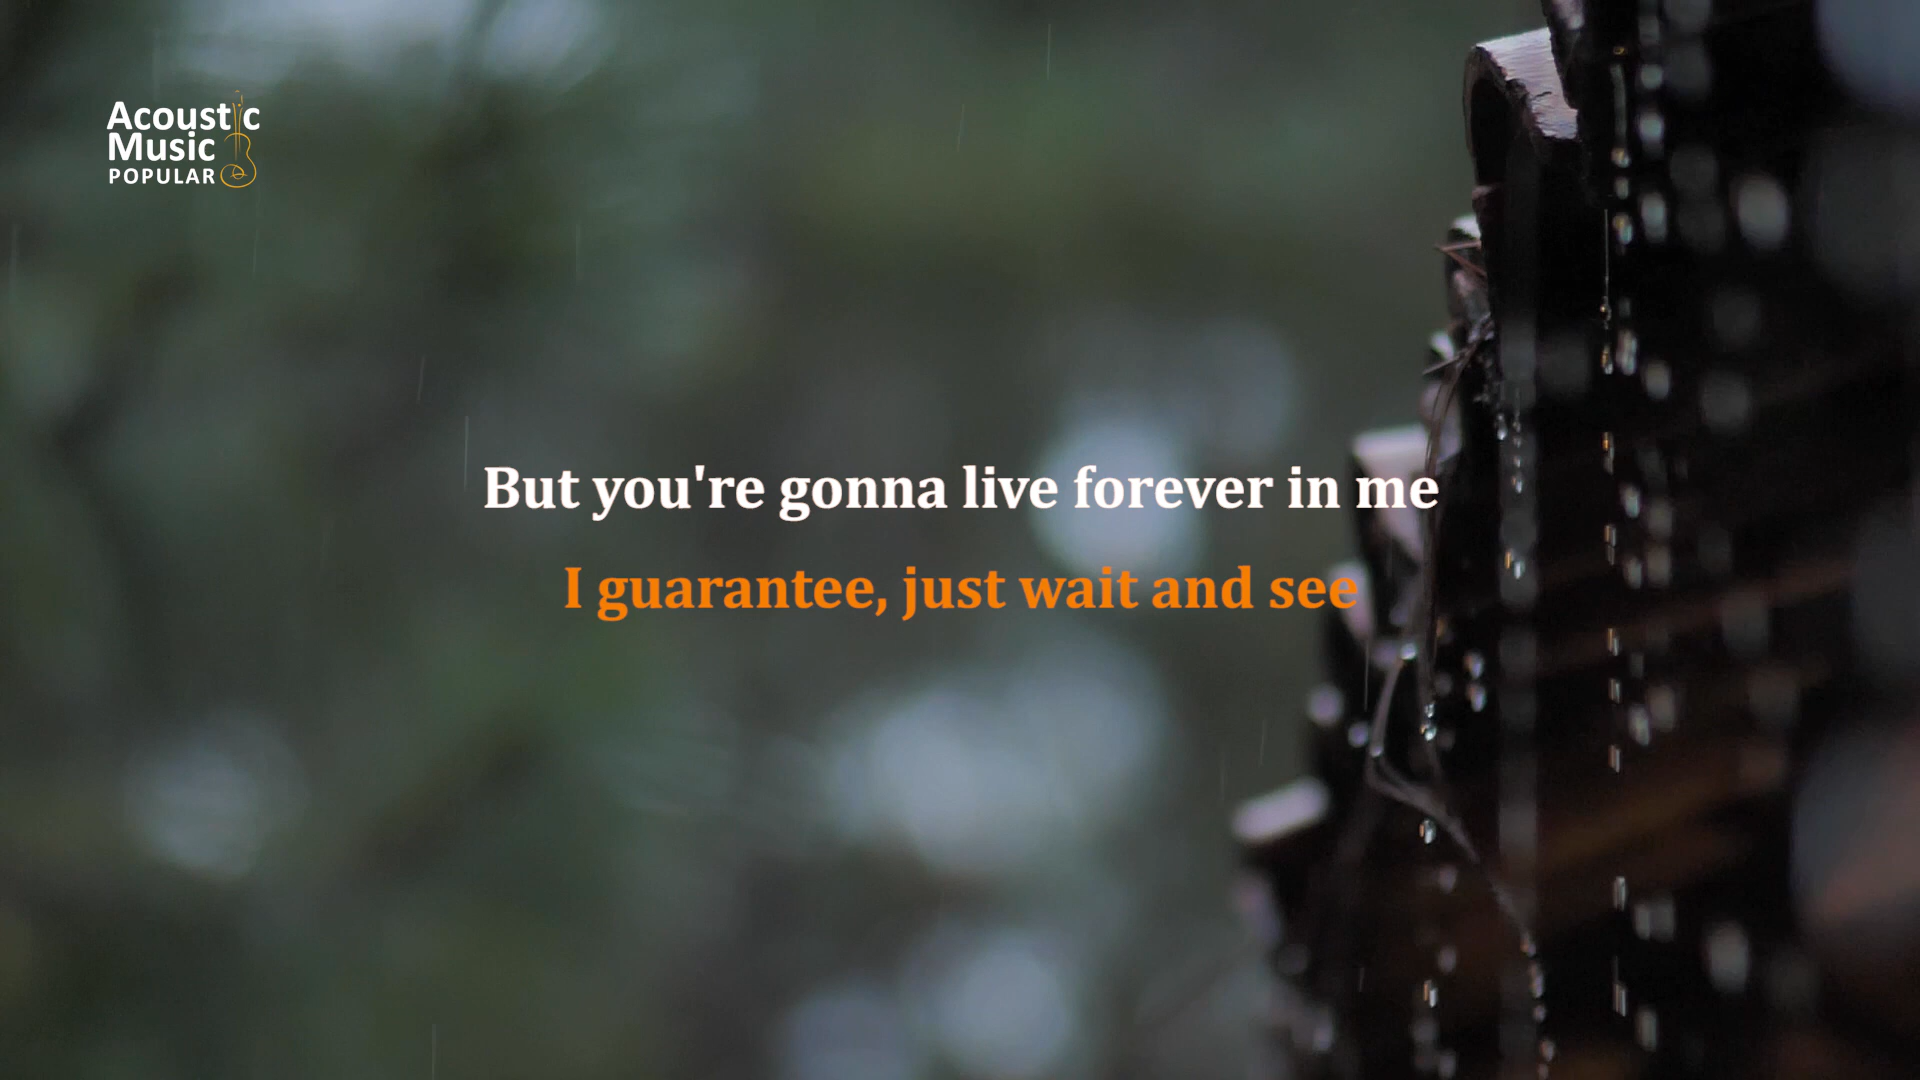 Acoustic
Music
POPULAR
But you're gonna live forever in me
I guarantee, just wait and see